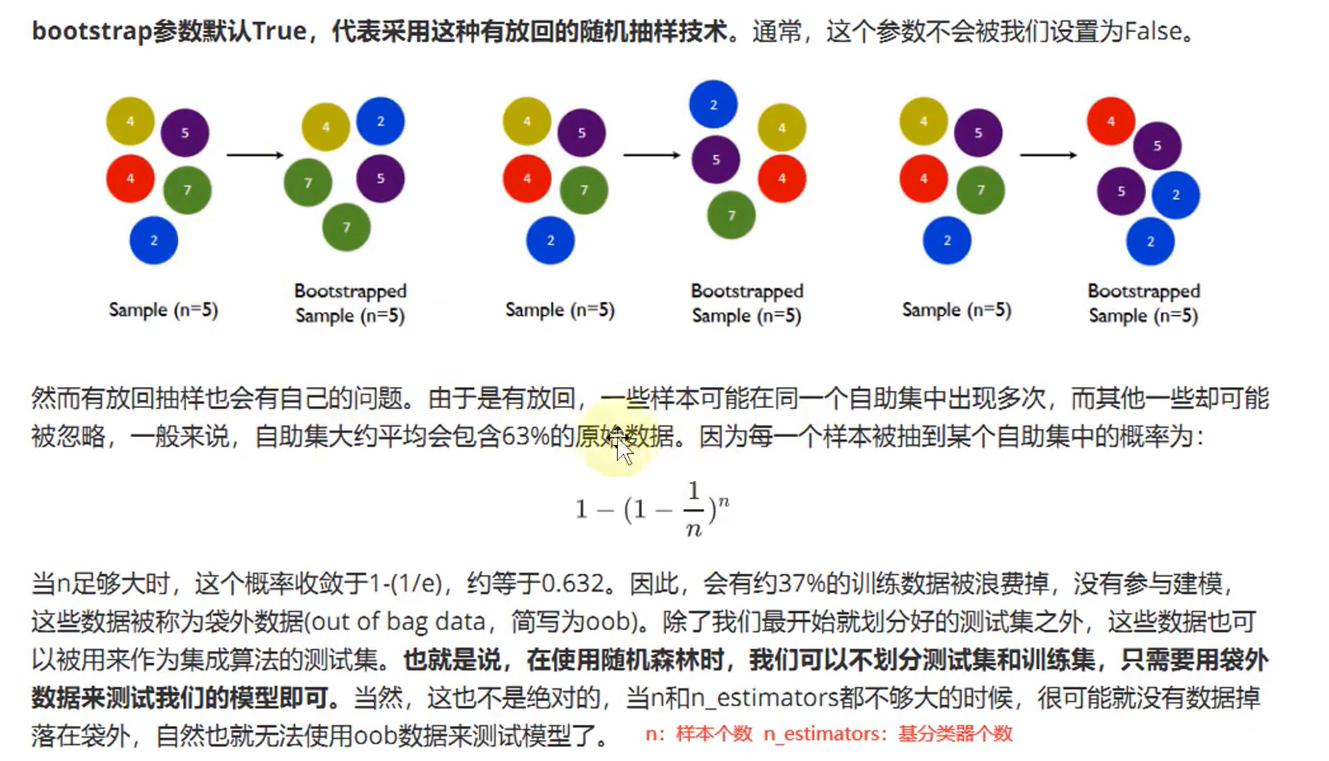 bootstrap参数默认True，代表采用这种有放回的随机抽样技术。通常，这个参数不会被我们设置为False。
4 5 4 7 2
4 2 7 5 7
4 5 4 7 2
2 4 5 4 7
4 5 4 7 2
4 5 5 2 2
Sample (n=5)
Bootstrapped
Sample (n=5)
Sample (n=5)
Bootstrapped
Sample (n=5)
Sample (n=5)
Bootstrapped
Sample (n=5)
然而有放回抽样也会有自己的问题。由于是有放回，一些样本可能在同一个自助集中出现多次，而其他一些却可能
被忽略，一般来说，自助集大约平均会包含63%的原始数据。因为每一个样本被抽到某个自助集中的概率为：
1 − (1 − 1/n)^n
当n足够大时，这个概率收敛于1-(1/e)，约等于0.632。因此，会有约37%的训练数据被浪费掉，没有参与建模，
这些数据被称为袋外数据(out of bag data，简写为oob)。除了我们最开始就划分好的测试集之外，这些数据也可
以被用来作为集成算法的测试集。也就是说，在使用随机森林时，我们可以不划分测试集和训练集，只需要用袋外
数据来测试我们的模型即可。当然，这也不是绝对的，当n和n_estimators都不够大的时候，很可能就没有数据掉
落在袋外，自然也就无法使用oob数据来测试模型了。 n：样本个数 n_estimators：基分类器个数